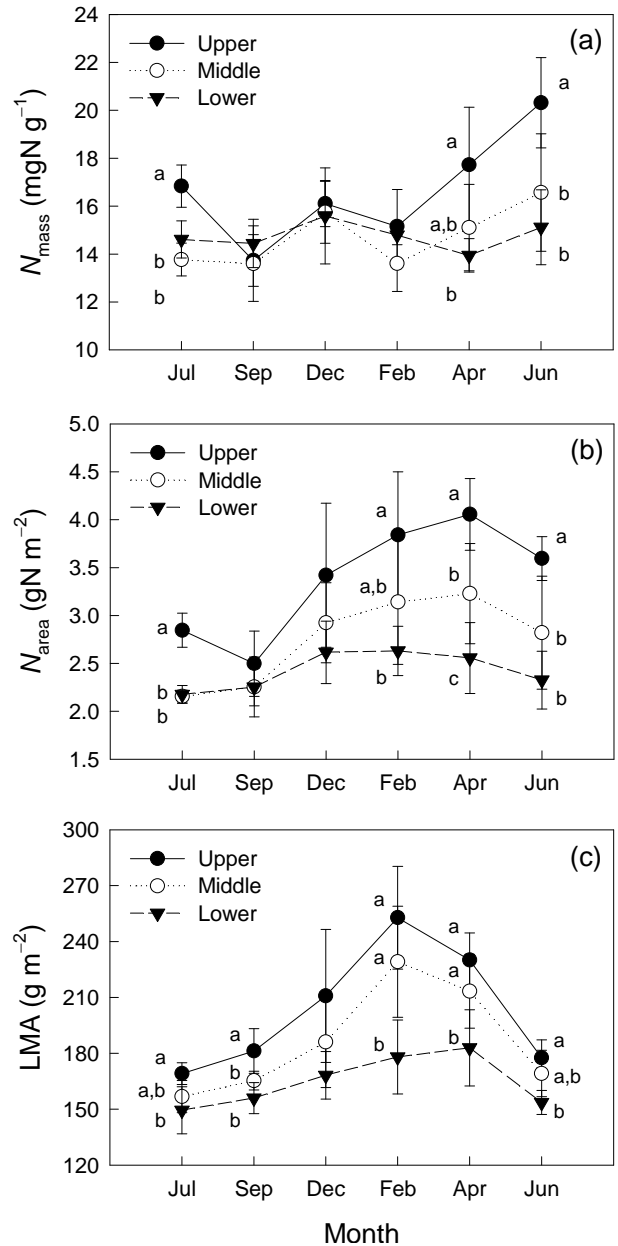 24
22
20
18
16
14
12
10
N_mass (mgN g⁻¹)
Upper
Middle
Lower
(a)
a
a
a
b
b
a,b
b
b
b
Jul Sep Dec Feb Apr Jun
5.0
4.5
4.0
3.5
3.0
2.5
2.0
1.5
N_area (gN m⁻²)
Upper
Middle
Lower
(b)
a
a
a
a
a,b
b
b
b
b
b
c
b
Jul Sep Dec Feb Apr Jun
300
270
240
210
180
150
120
LMA (g m⁻²)
Upper
Middle
Lower
(c)
a
a
a
a
a
a
a
a,b
b
b
b
b
a,b
b
b
Jul Sep Dec Feb Apr Jun
Month